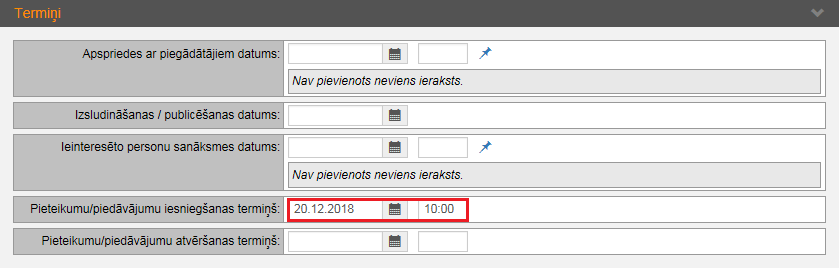 Termiņi
Apspriedes ar piegādātājiem datums:
Nav pievienots neviens ieraksts.
Izsludināšanas / publicēšanas datums:
Ieinteresēto personu sanāksmes datums:
Nav pievienots neviens ieraksts.
Pieteikumu/piedāvājumu iesniegšanas termiņš: 20.12.2018 10:00
Pieteikumu/piedāvājumu atvēršanas termiņš: